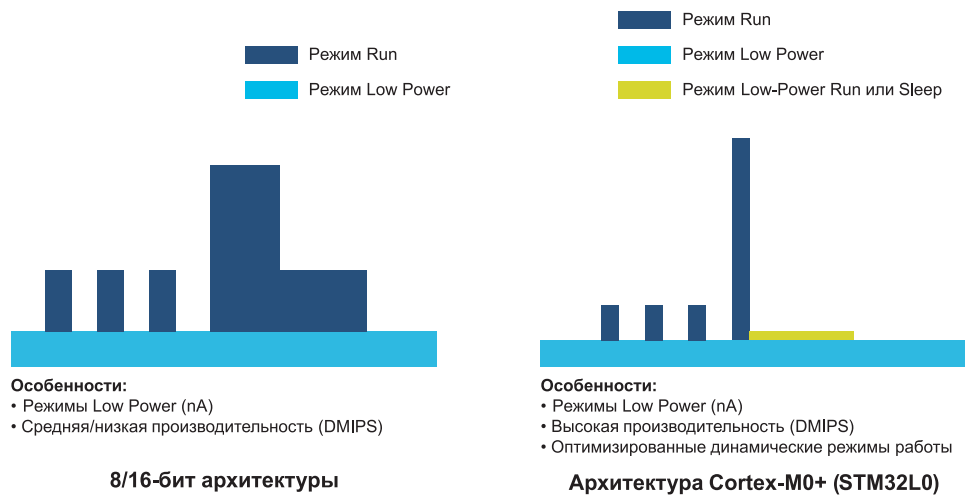 Режим Run
Режим Low Power
Особенности:
• Режимы Low Power (nA)
• Средняя/низкая производительность (DMIPS)
8/16-бит архитектуры
Режим Run
Режим Low Power
Режим Low-Power Run или Sleep
Особенности:
• Режимы Low Power (nA)
• Высокая производительность (DMIPS)
• Оптимизированные динамические режимы работы
Архитектура Cortex-M0+ (STM32L0)